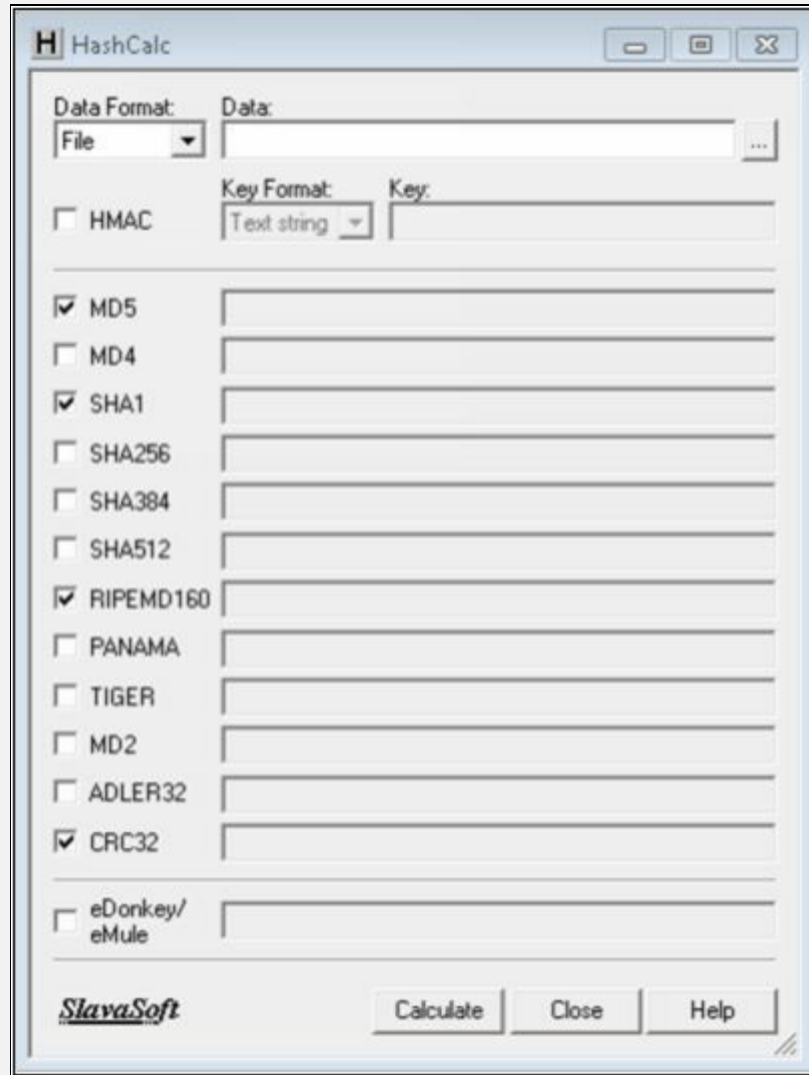 H HashCalc
Data Format: Data:
File ...
Key Format: Key:
HMAC Text string
MD5
MD4
SHA1
SHA256
SHA384
SHA512
RIPEMD160
PANAMA
TIGER
MD2
ADLER32
CRC32
eDonkey/
eMule
SlavaSoft Calculate Close Help